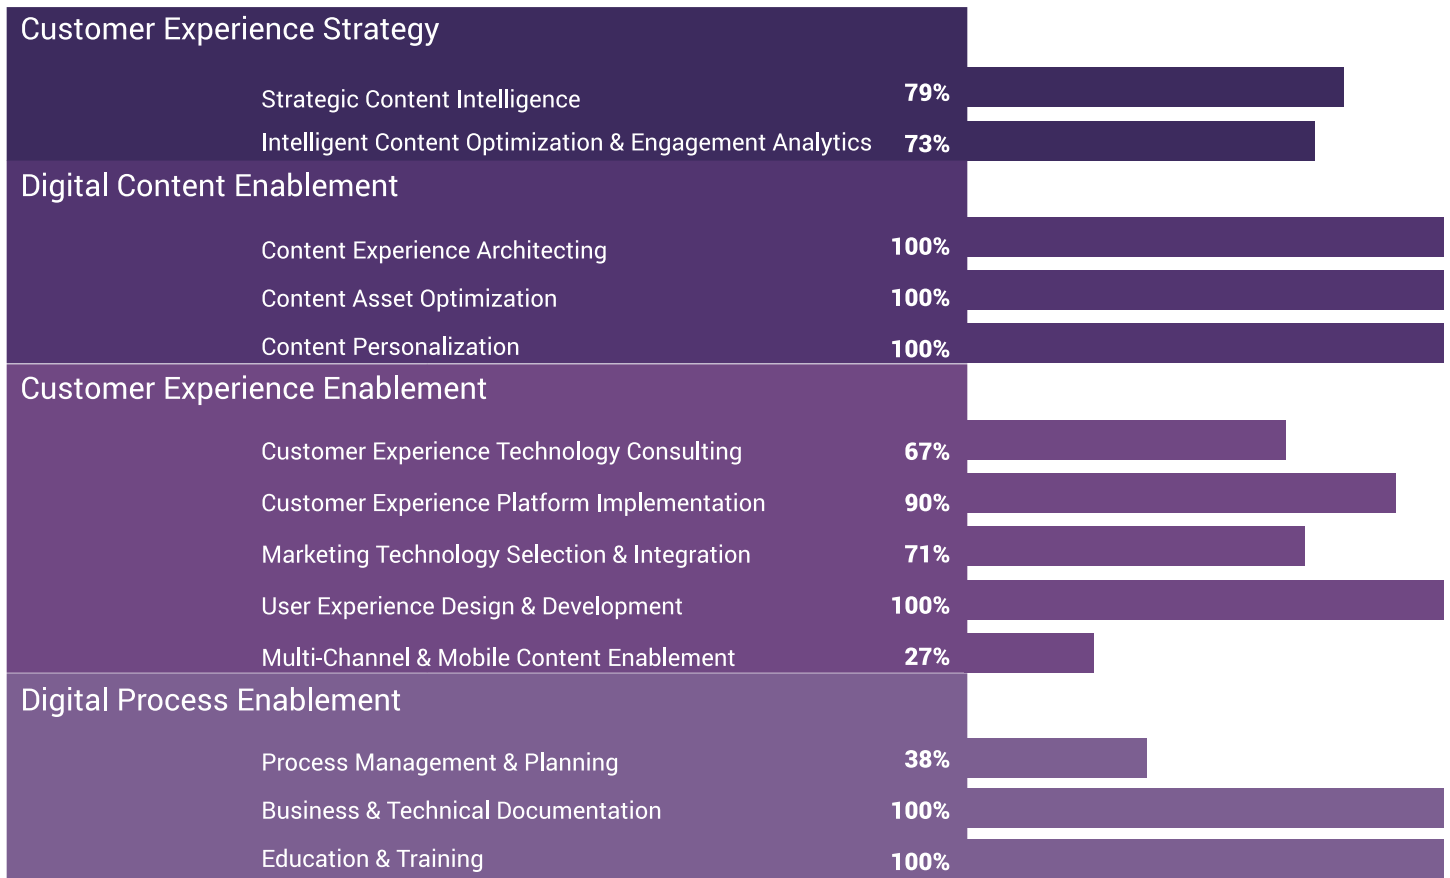 Customer Experience Strategy
Strategic Content Intelligence 79%
Intelligent Content Optimization & Engagement Analytics 73%
Digital Content Enablement
Content Experience Architecting 100%
Content Asset Optimization 100%
Content Personalization 100%
Customer Experience Enablement
Customer Experience Technology Consulting 67%
Customer Experience Platform Implementation 90%
Marketing Technology Selection & Integration 71%
User Experience Design & Development 100%
Multi-Channel & Mobile Content Enablement 27%
Digital Process Enablement
Process Management & Planning 38%
Business & Technical Documentation 100%
Education & Training 100%